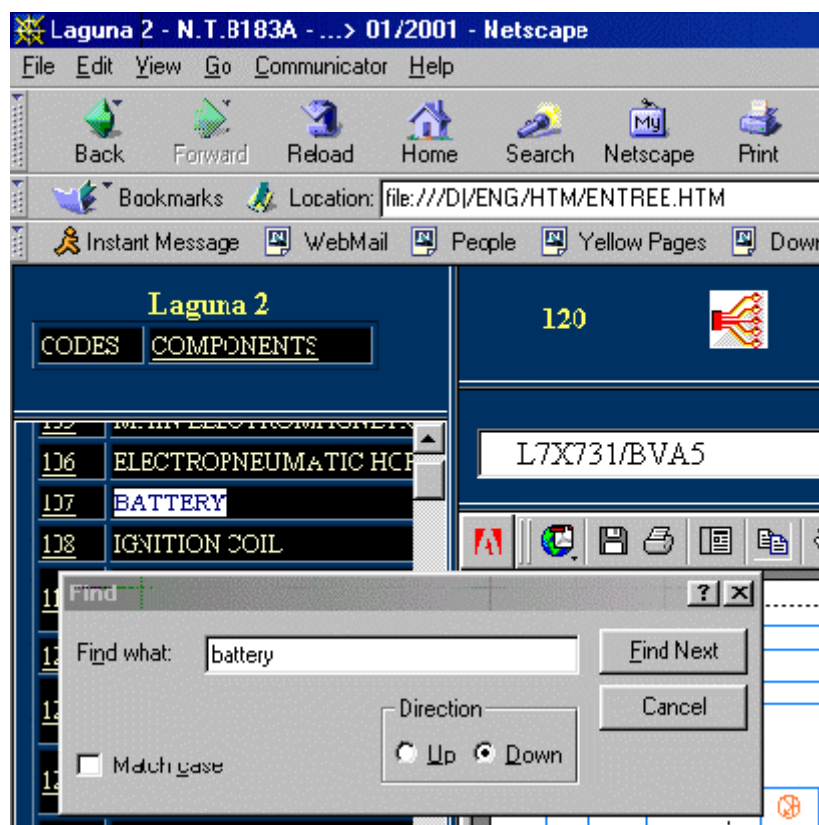 Laguna 2 - N.T.8183A - ...> 01/2001 - Netscape
File Edit View Go Communicator Help
Back Forward Reload Home Search Netscape Print
My
Bookmarks Location: file:///D|/ENG/HTM/ENTREE.HTM
Instant Message WebMail People Yellow Pages Down
Laguna 2
CODES COMPONENTS
120
L7X731/BVA5
106 ELECTROPNEUMATIC HOR
107 BATTERY
108 IGNITION COIL
Find
Find what: battery
Find Next
Cancel
Direction
Up Down
Match case